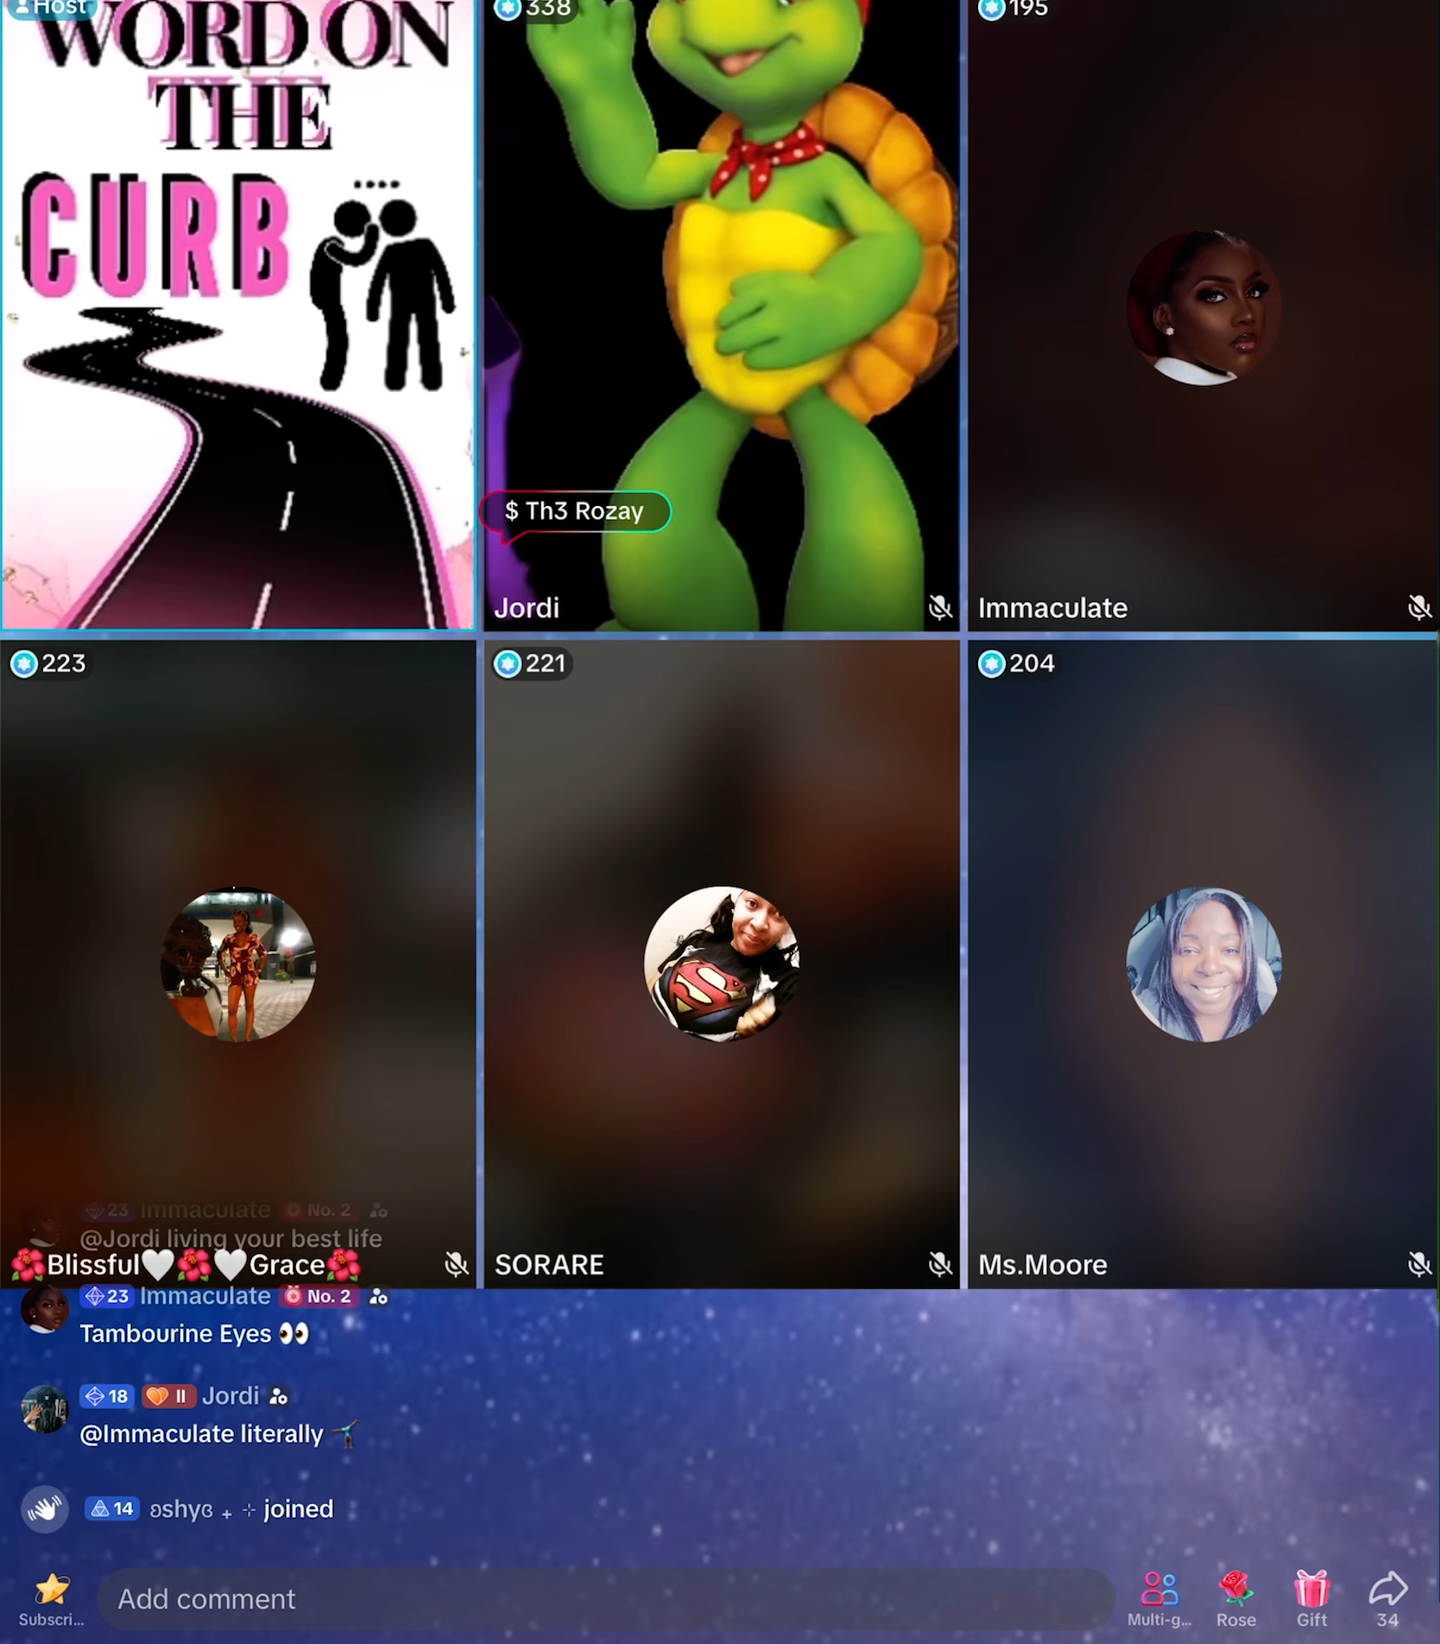 Host
WORD ON
THE
CURB
338
$ Th3 Rozay
Jordi
195
Immaculate
223
🌺Blissful🤍🌺🤍Grace🌺
221
SORARE
204
Ms.Moore
23 Immaculate No. 2
@Jordi living your best life
23 Immaculate No. 2
Tambourine Eyes 👀
18 II Jordi
@Immaculate literally 🤸🏿‍♂️
14 ʚshyɞ ₊ ⊹ joined
Subscri...
Add comment
Multi-g...
Rose
Gift
34